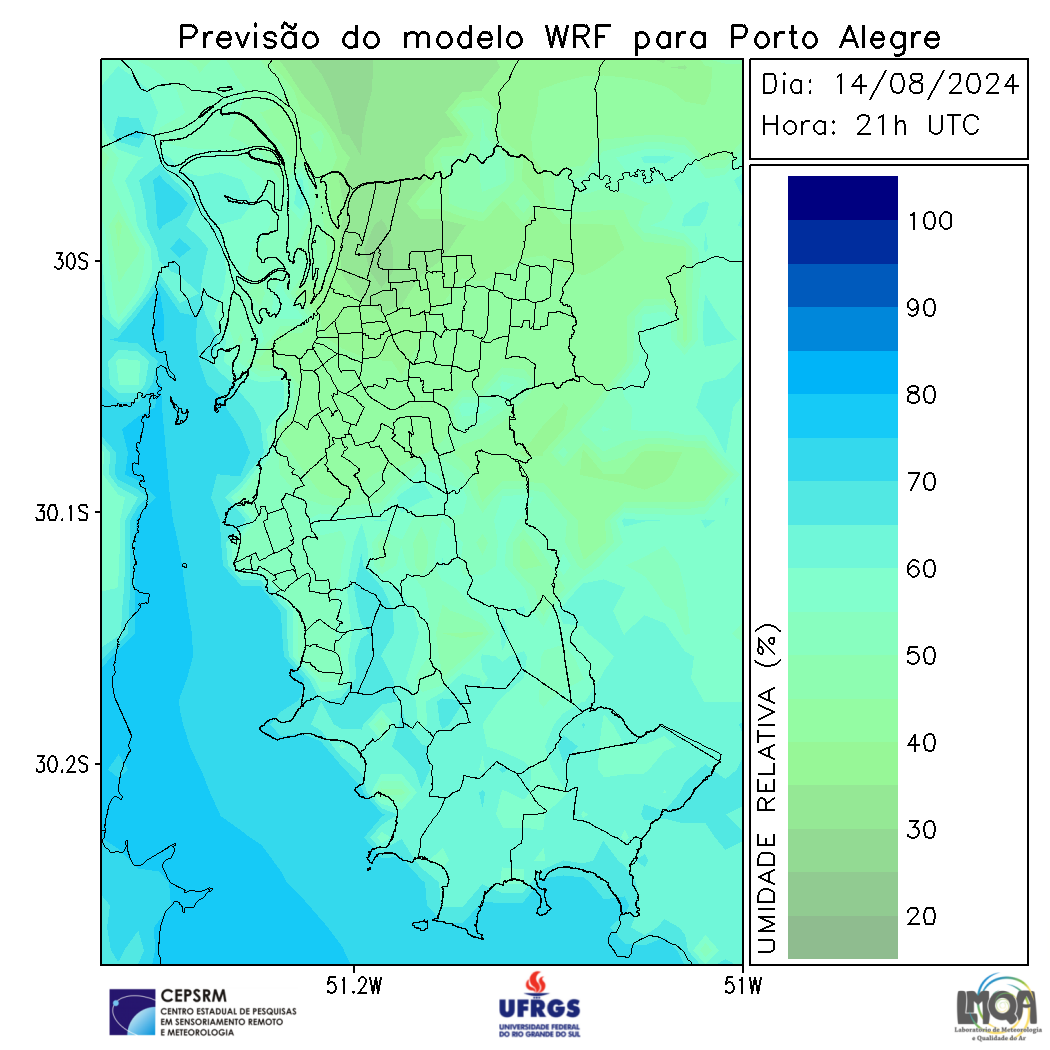 Previsão do modelo WRF para Porto Alegre
Dia: 14/08/2024
Hora: 21h UTC
100
90
80
70
60
50
40
30
20
UMIDADE RELATIVA (%)
30S
30.1S
30.2S
51.2W
51W
CEPSRM
CENTRO ESTADUAL DE PESQUISAS
EM SENSORIAMENTO REMOTO
E METEOROLOGIA
UFRGS
UNIVERSIDADE FEDERAL
DO RIO GRANDE DO SUL
LMQA
Laboratório de Meteorologia
e Qualidade do Ar